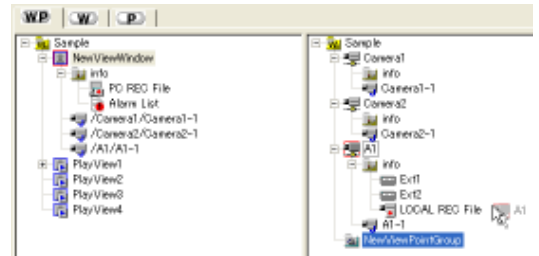 W.P W P
Sample
NewViewWindow
info
PC REC File
Alarm List
/Camera1/Camera1-1
/Camera2/Camera2-1
/A1/A1-1
PlayView1
PlayView2
PlayView3
PlayView4
Sample
Camera1
info
Camera1-1
Camera2
info
Camera2-1
A1
info
Ext1
Ext2
LOCAL REC File A1
A1-1
NewViewPointGroup